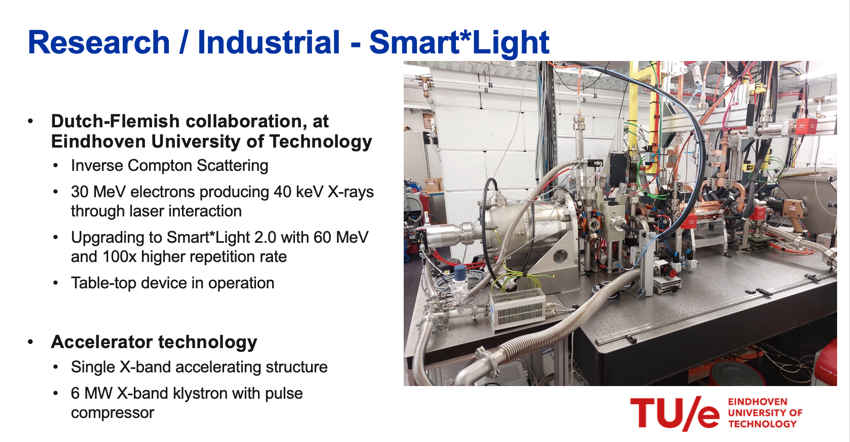 Research / Industrial - Smart*Light
• Dutch-Flemish collaboration, at
Eindhoven University of Technology
• Inverse Compton Scattering
• 30 MeV electrons producing 40 keV X-rays
through laser interaction
• Upgrading to Smart*Light 2.0 with 60 MeV
and 100x higher repetition rate
• Table-top device in operation
• Accelerator technology
• Single X-band accelerating structure
• 6 MW X-band klystron with pulse
compressor
TU/e
EINDHOVEN
UNIVERSITY OF
TECHNOLOGY